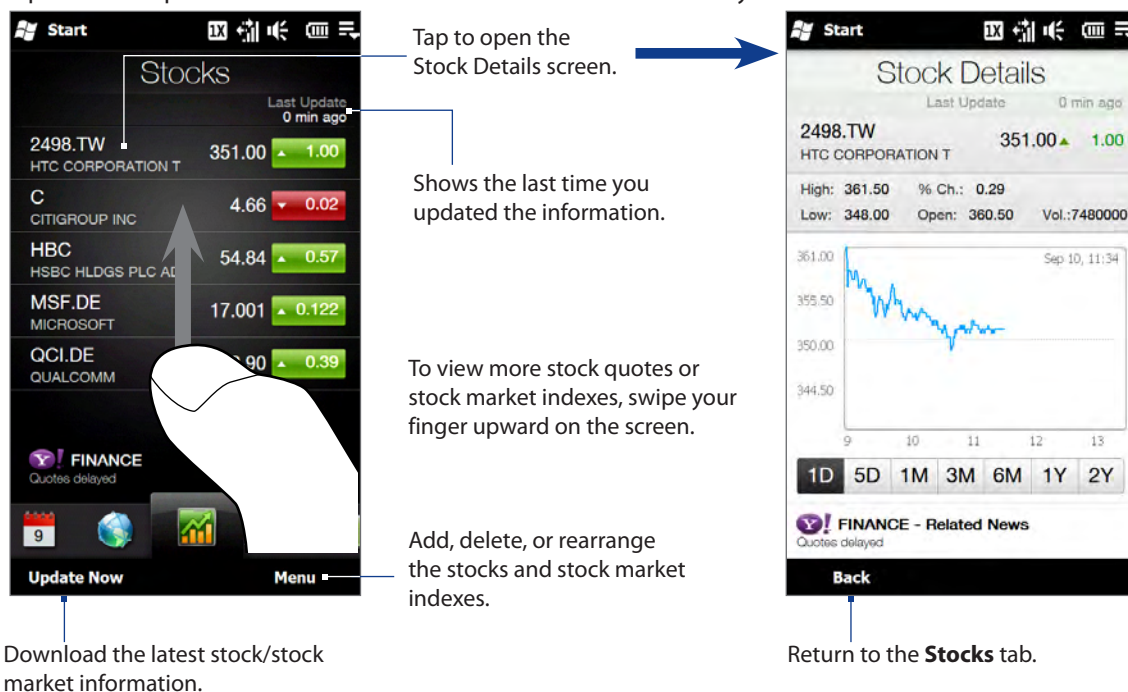 Start
1X
Stocks
Last Update
0 min ago
2498.TW
HTC CORPORATION T
351.00
1.00
C
CITIGROUP INC
4.66
0.02
HBC
HSBC HLDGS PLC AD
54.84
0.57
MSF.DE
MICROSOFT
17.001
0.122
QCI.DE
QUALCOMM
.90
0.39
Y! FINANCE
Quotes delayed
9
Update Now
Menu
Tap to open the
Stock Details screen.
Shows the last time you
updated the information.
To view more stock quotes or
stock market indexes, swipe your
finger upward on the screen.
Add, delete, or rearrange
the stocks and stock market
indexes.
Download the latest stock/stock
market information.
Start
1X
Stock Details
Last Update 0 min ago
2498.TW
HTC CORPORATION T
351.00 1.00
High: 361.50 % Ch.: 0.29
Low: 348.00 Open: 360.50 Vol.:7480000
Sep 10, 11:34
361.00
355.50
350.00
344.50
9 10 11 12 13
1D 5D 1M 3M 6M 1Y 2Y
Y! FINANCE - Related News
Quotes delayed
Back
Return to the Stocks tab.